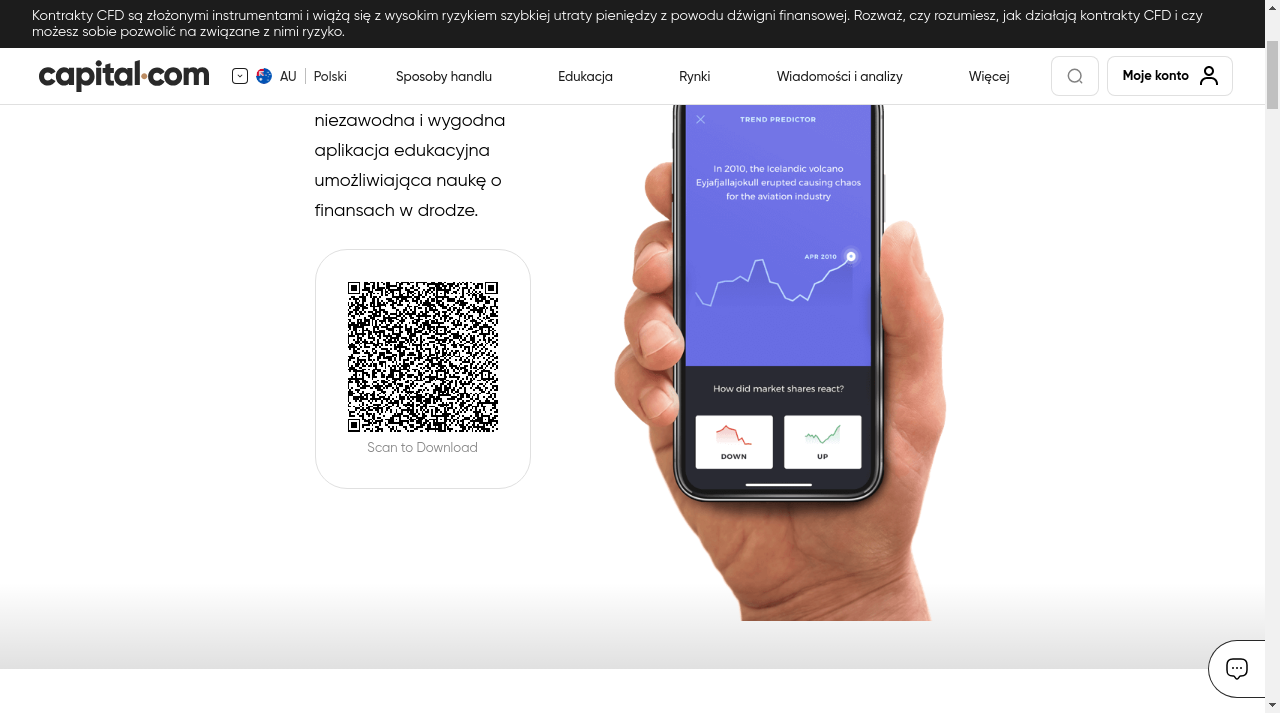 Kontrakty CFD są złożonymi instrumentami i wiążą się z wysokim ryzykiem szybkiej utraty pieniędzy z powodu dźwigni finansowej. Rozważ, czy rozumiesz, jak działają kontrakty CFD i czy
możesz sobie pozwolić na związane z nimi ryzyko.
capital.com AU Polski Sposoby handlu Edukacja Rynki Wiadomości i analizy Więcej Moje konto
niezawodna i wygodna
aplikacja edukacyjna
umożliwiająca naukę o
finansach w drodze.
Scan to Download
TREND PREDICTOR
In 2010, the Icelandic volcano
Eyjafjallajokull erupted causing chaos
for the aviation industry
APR 2010
How did market shares react?
DOWN UP